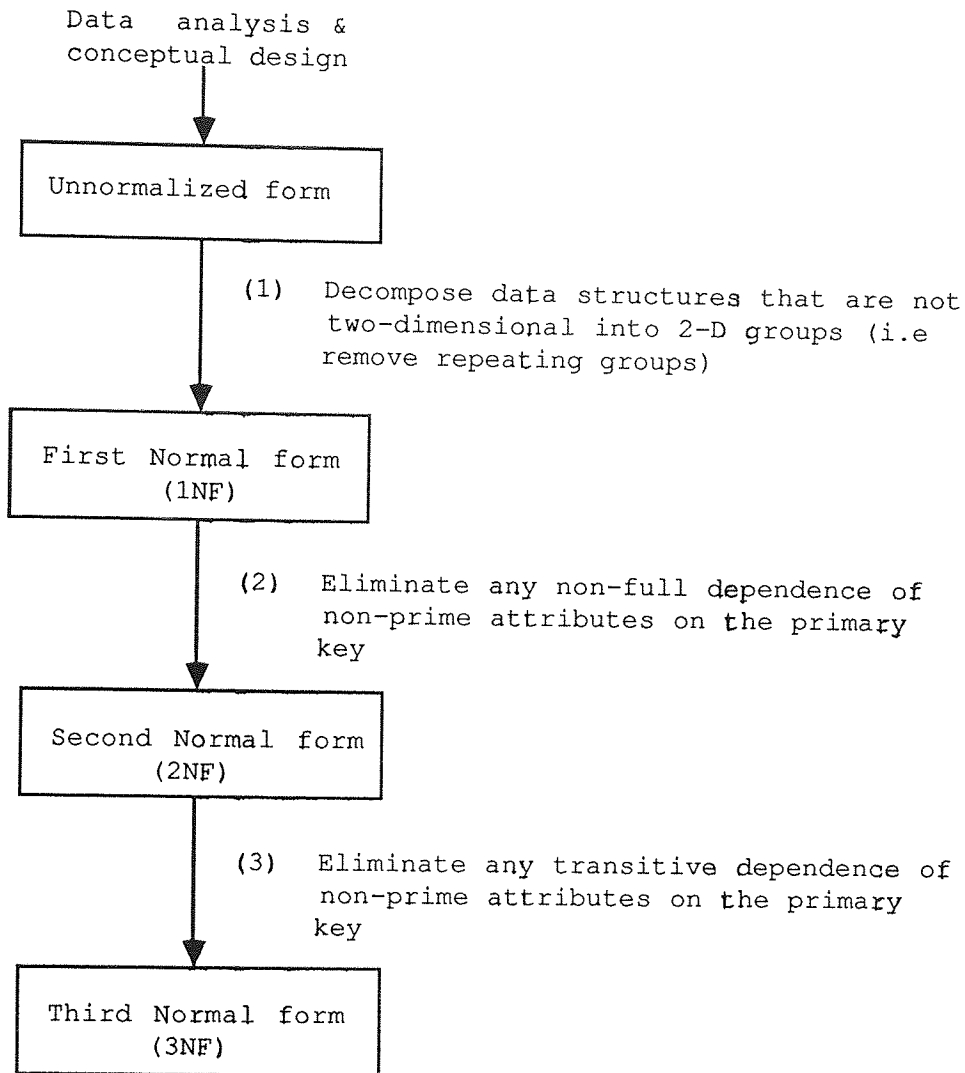 Data analysis &
conceptual design
Unnormalized form
(1) Decompose data structures that are not
two-dimensional into 2-D groups (i.e
remove repeating groups)
First Normal form
(1NF)
(2) Eliminate any non-full dependence of
non-prime attributes on the primary
key
Second Normal form
(2NF)
(3) Eliminate any transitive dependence of
non-prime attributes on the primary
key
Third Normal form
(3NF)